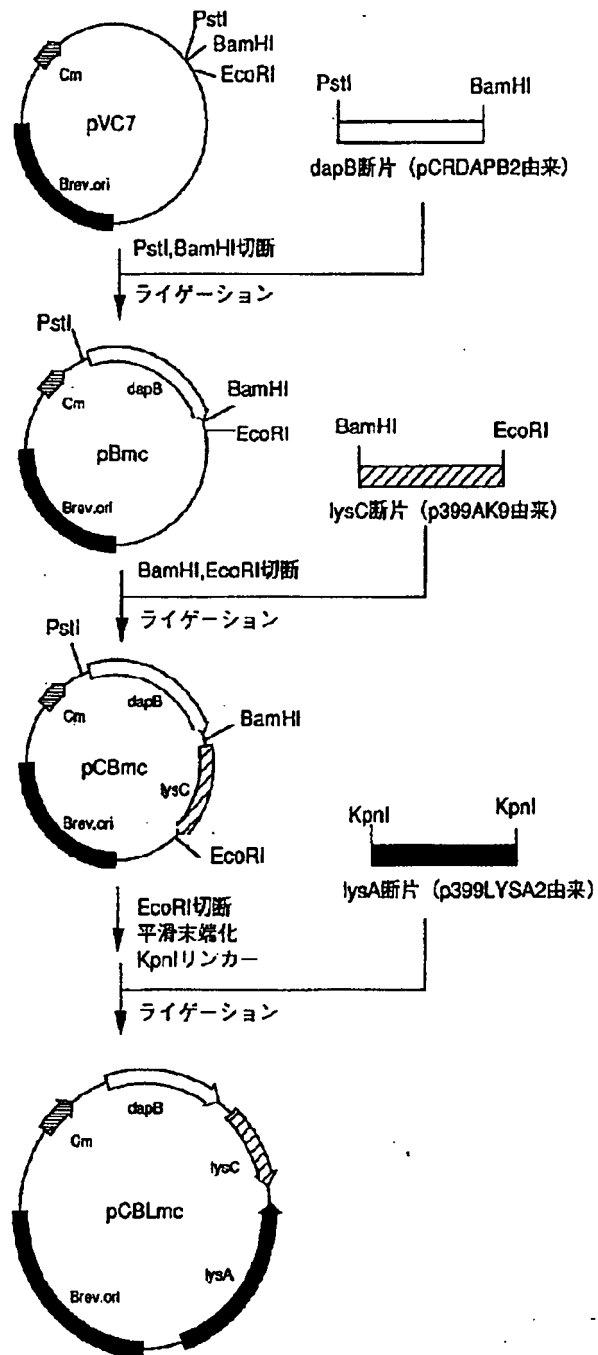 PstI
BamHI
EcoRI
Cm
pVC7
Brev.ori
PstI
BamHI
dapB断片（pCRDAPB2由来）
PstI,BamHI切断
ライゲーション
PstI
Cm
dapB
BamHI
EcoRI
pBmc
Brev.ori
BamHI
EcoRI
lysC断片（p399AK9由来）
BamHI,EcoRI切断
ライゲーション
PstI
Cm
dapB
BamHI
pCBmc
lysC
Brev.ori
EcoRI
KpnI
KpnI
lysA断片（p399LYSA2由来）
EcoRI切断
平滑末端化
KpnIリンカー
ライゲーション
dapB
Cm
lysC
pCBLmc
lysA
Brev.ori